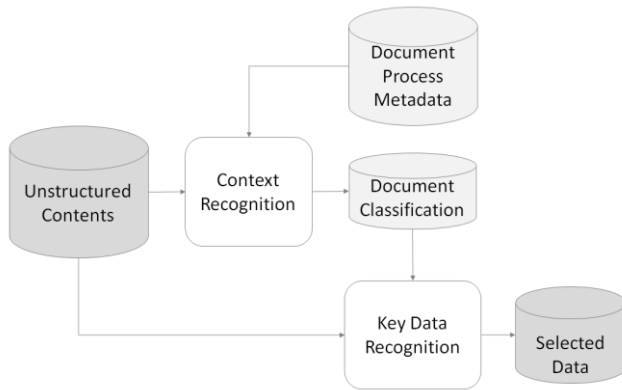 Document
Process
Metadata
Unstructured
Contents
Context
Recognition
Document
Classification
Key Data
Recognition
Selected
Data